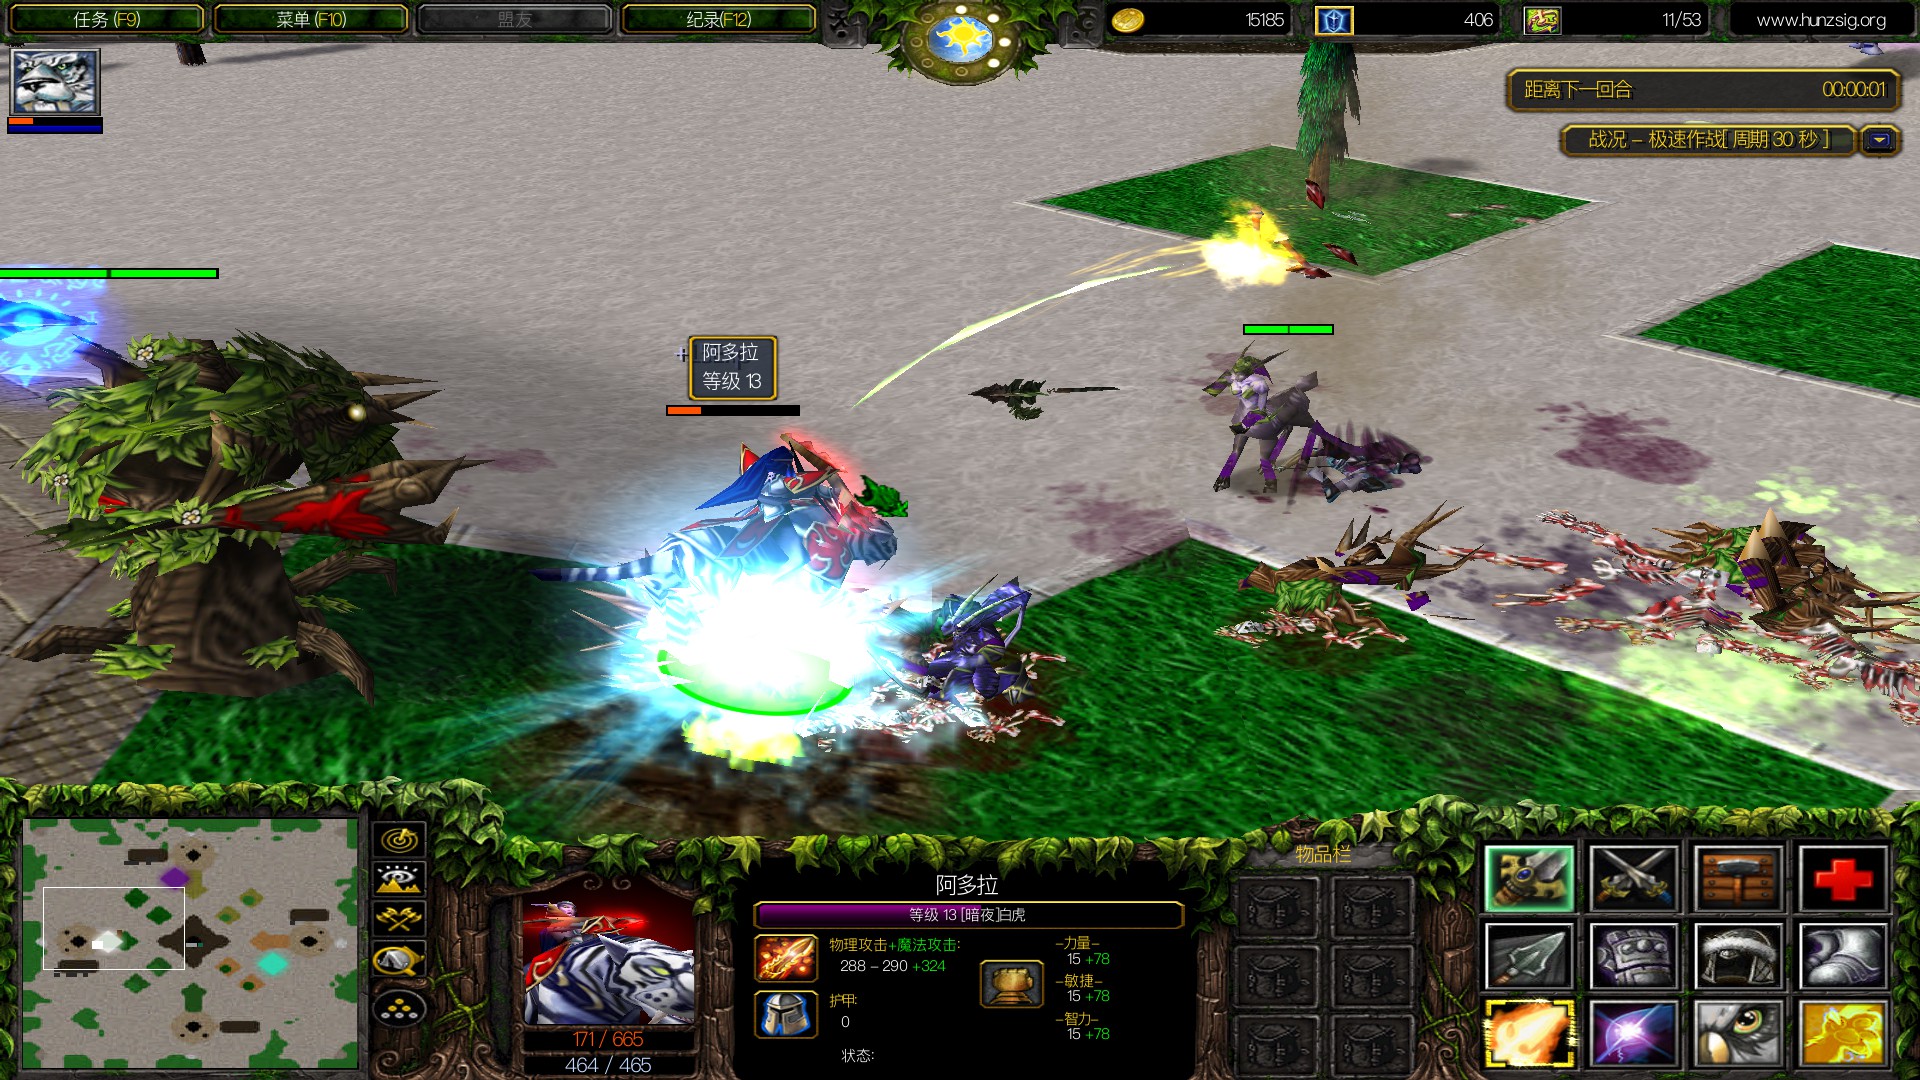 任务 (F9)
菜单 (F10)
盟友
纪录(F12)
15185
406
11/53
www.hunzsig.org
距离下一回合
00:00:01
战况 – 极速作战[ 周期 30 秒 ]
阿多拉
等级 13
物品栏
阿多拉
等级 13 [暗夜]白虎
物理攻击+魔法攻击:
288 – 290 +324
护甲:
0
状态:
–力量–
15 +78
–敏捷–
15 +78
–智力–
15 +78
171 / 665
464 / 465